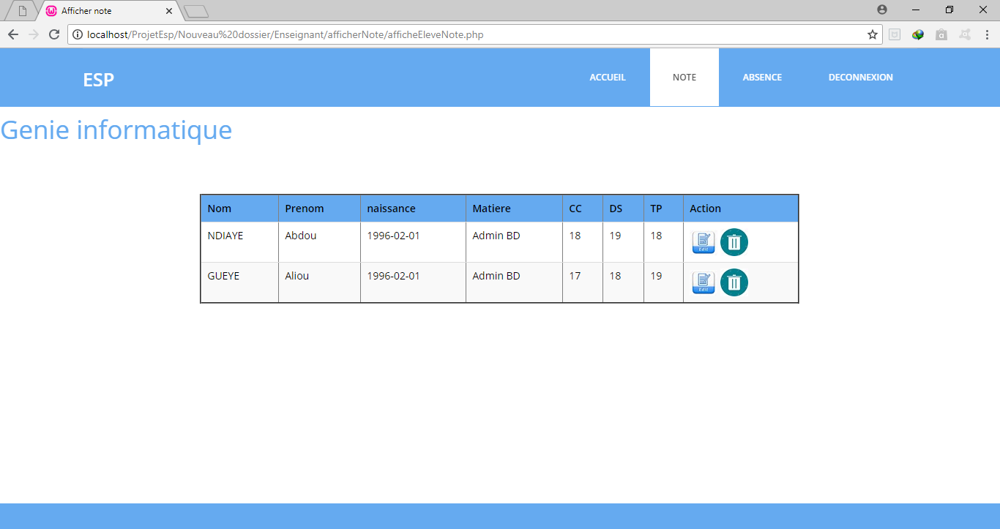 Afficher note
localhost/ProjetEsp/Nouveau%20dossier/Enseignant/afficherNote/afficheEleveNote.php
ESP ACCUEIL NOTE ABSENCE DECONNEXION
Genie informatique
Nom Prenom naissance Matiere CC DS TP Action
NDIAYE Abdou 1996-02-01 Admin BD 18 19 18 Edit
GUEYE Aliou 1996-02-01 Admin BD 17 18 19 Edit